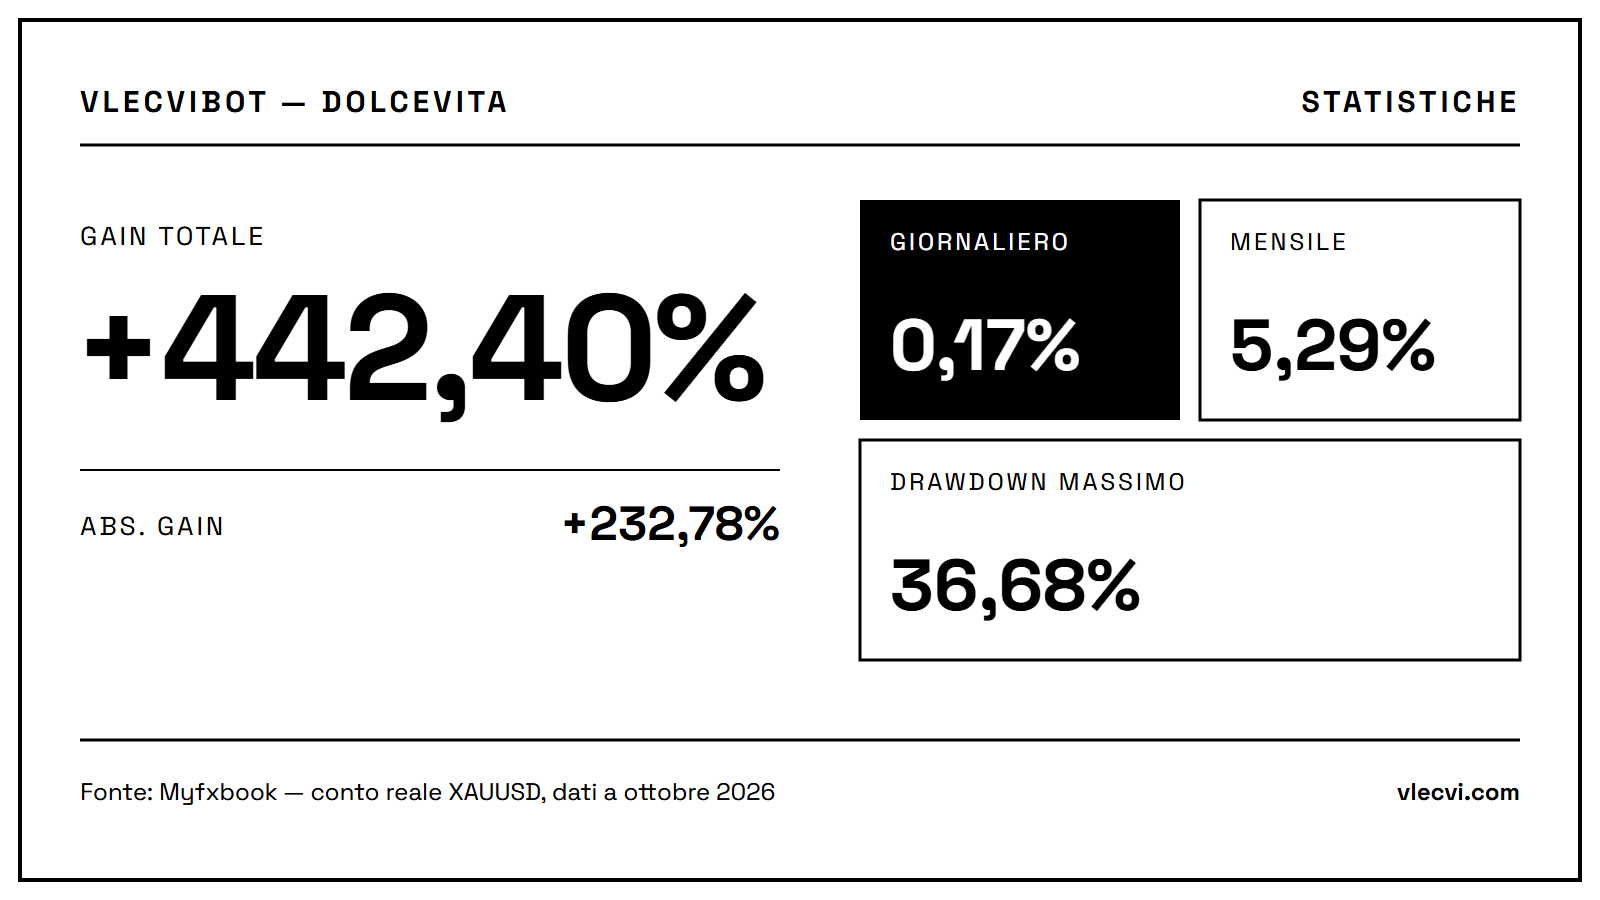 VLECVIBOT — DOLCEVITA
STATISTICHE
GAIN TOTALE
+442,40%
ABS. GAIN
+232,78%
GIORNALIERO
0,17%
MENSILE
5,29%
DRAWDOWN MASSIMO
36,68%
Fonte: Myfxbook — conto reale XAUUSD, dati a ottobre 2026
vlecvi.com